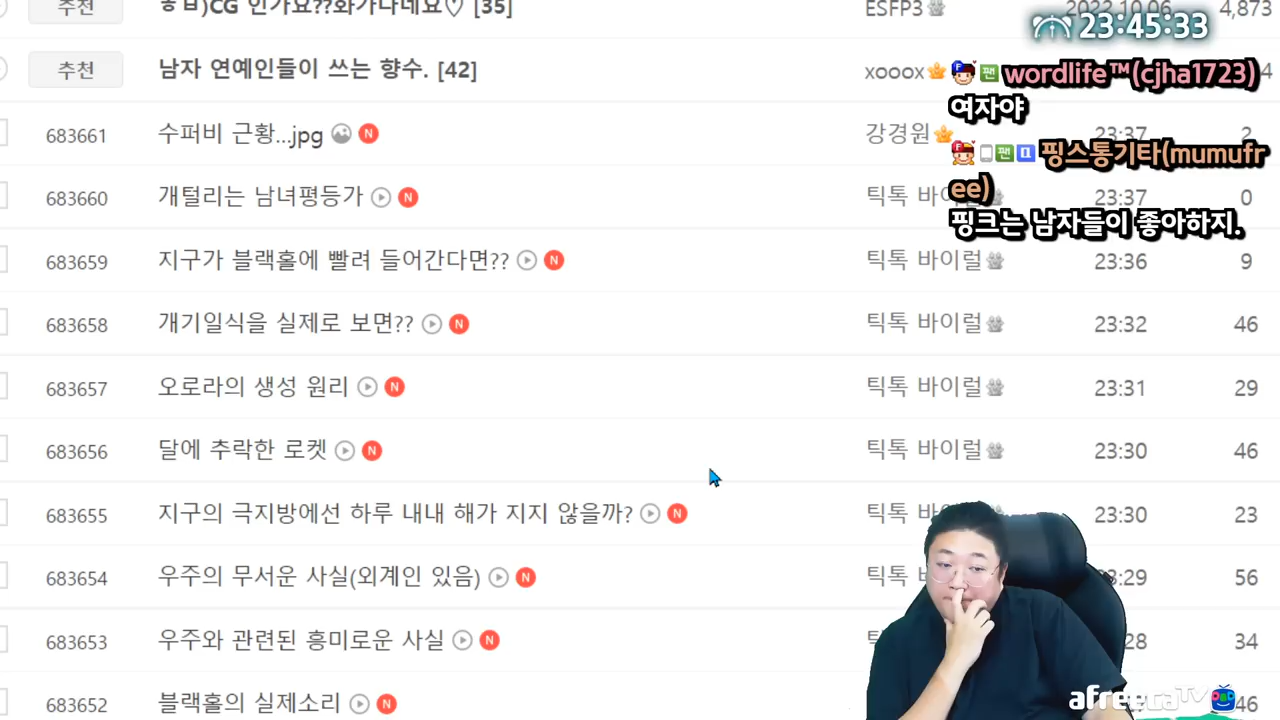 추천 ㅎㅂ)CG 인가요??화가나네요♡ [35] ESFP3 2022.10.06 4,873
23:45:33
추천 남자 연예인들이 쓰는 향수. [42] xooox
wordlife™(cjha1723)
여자야
683661 수퍼비 근황...jpg N 강경원 23:37 2
핑스통기타(mumufr
ee)
핑크는 남자들이 좋아하지.
683660 개털리는 남녀평등가 N 틱톡 바이럴 23:37 0
683659 지구가 블랙홀에 빨려 들어간다면?? N 틱톡 바이럴 23:36 9
683658 개기일식을 실제로 보면?? N 틱톡 바이럴 23:32 46
683657 오로라의 생성 원리 N 틱톡 바이럴 23:31 29
683656 달에 추락한 로켓 N 틱톡 바이럴 23:30 46
683655 지구의 극지방에선 하루 내내 해가 지지 않을까? N 틱톡 23:30 23
683654 우주의 무서운 사실(외계인 있음) N 틱톡 :29 56
683653 우주와 관련된 흥미로운 사실 N 28 34
683652 블랙홀의 실제소리 N 46
afreecaTV